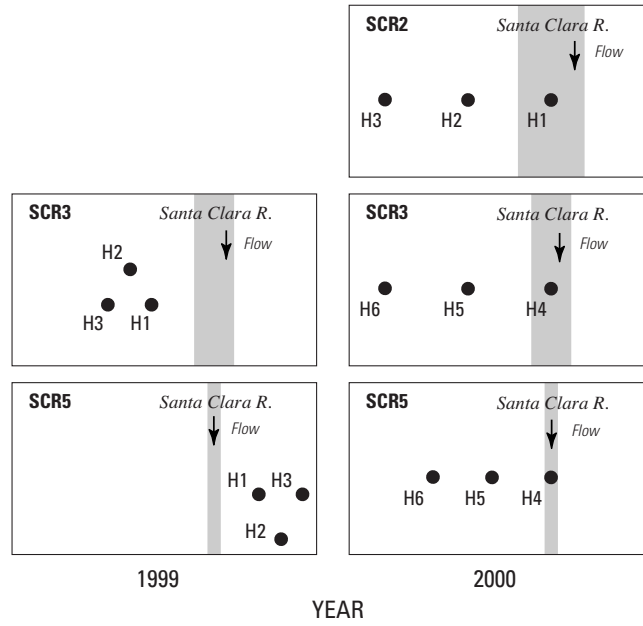 SCR2 Santa Clara R.
Flow
H3 H2 H1
SCR3 Santa Clara R.
Flow
H2
H3 H1
SCR3 Santa Clara R.
Flow
H6 H5 H4
SCR5 Santa Clara R.
Flow
H1 H3
H2
SCR5 Santa Clara R.
Flow
H6 H5 H4
1999 2000
YEAR